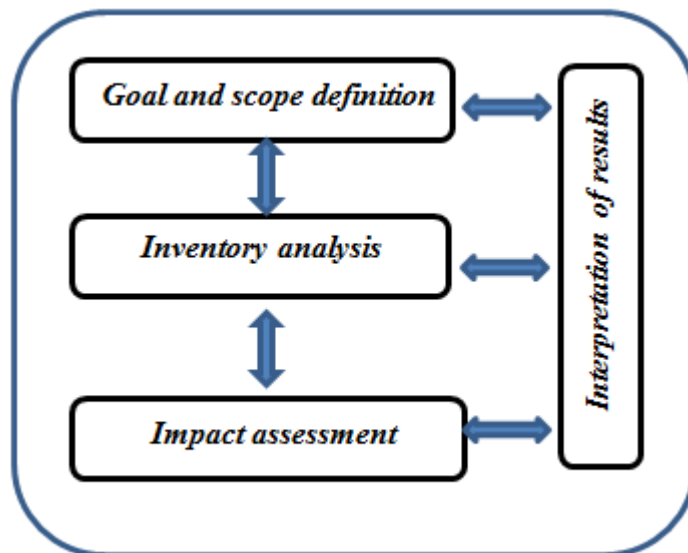 Goal and scope definition
Inventory analysis
Impact assessment
Interpretation of results